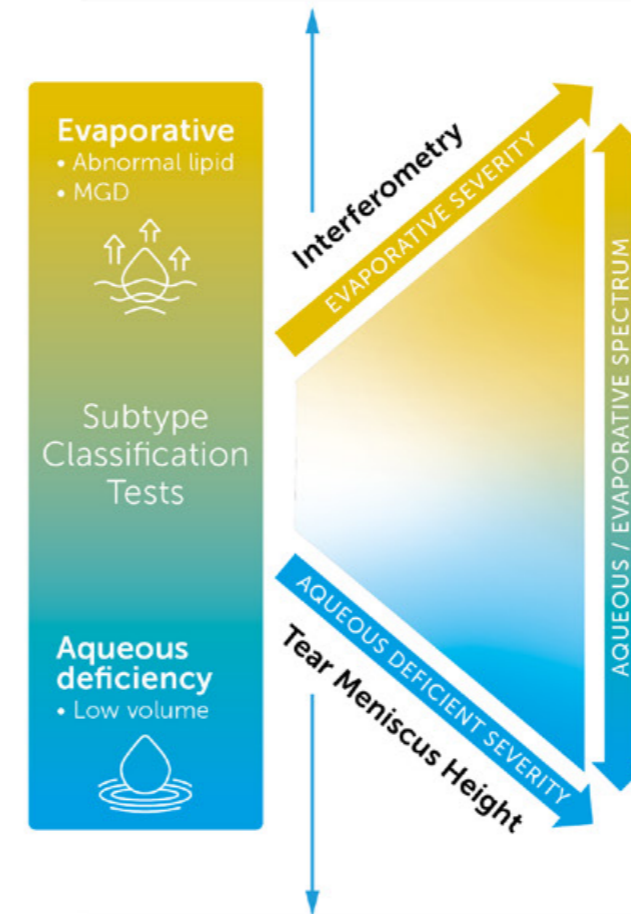 Evaporative
• Abnormal lipid
• MGD
Subtype
Classification
Tests
Aqueous
deficiency
• Low volume
Interferometry
EVAPORATIVE SEVERITY
AQUEOUS DEFICIENT SEVERITY
Tear Meniscus Height
AQUEOUS / EVAPORATIVE SPECTRUM